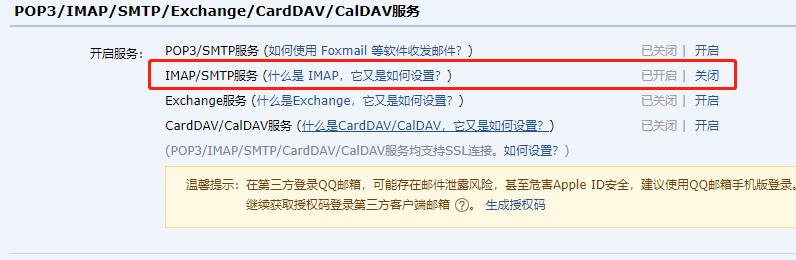 POP3/IMAP/SMTP/Exchange/CardDAV/CalDAV服务
开启服务： POP3/SMTP服务 (如何使用 Foxmail 等软件收发邮件？) 已关闭 | 开启
IMAP/SMTP服务 (什么是 IMAP，它又是如何设置？) 已开启 | 关闭
Exchange服务 (什么是Exchange，它又是如何设置？) 已关闭 | 开启
CardDAV/CalDAV服务 (什么是CardDAV/CalDAV，它又是如何设置？) 已关闭 | 开启
(POP3/IMAP/SMTP/CardDAV/CalDAV服务均支持SSL连接。如何设置？)
温馨提示：在第三方登录QQ邮箱，可能存在邮件泄露风险，甚至危害Apple ID安全，建议使用QQ邮箱手机版登录。
继续获取授权码登录第三方客户端邮箱 ?。 生成授权码